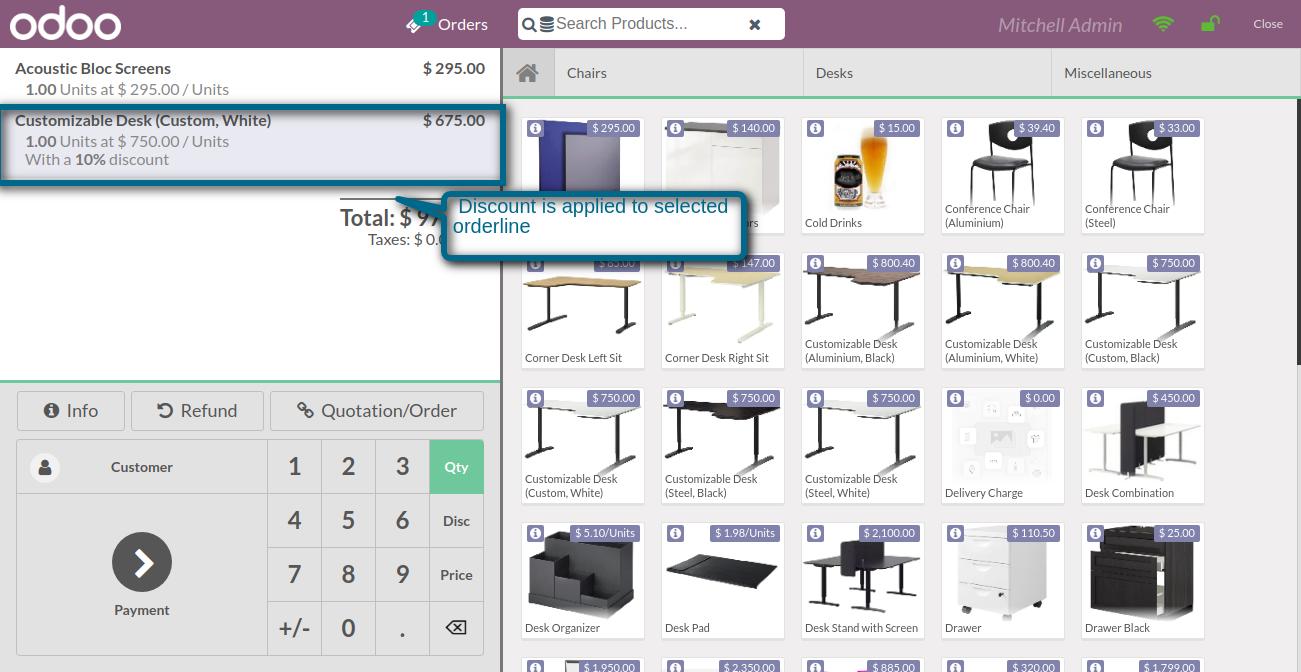 odoo
1
Orders
Search Products...
Mitchell Admin
Close
Acoustic Bloc Screens $ 295.00
1.00 Units at $ 295.00 / Units
Customizable Desk (Custom, White) $ 675.00
1.00 Units at $ 750.00 / Units
With a 10% discount
Total: $
Taxes: $
Discount is applied to selected
orderline
Info
Refund
Quotation/Order
Customer
1 2 3 Qty
4 5 6 Disc
7 8 9 Price
+/- 0 .
Payment
Chairs
Desks
Miscellaneous
$ 295.00
$ 140.00
$ 15.00
Cold Drinks
$ 39.40
Conference Chair
(Aluminium)
$ 33.00
Conference Chair
(Steel)
Corner Desk Left Sit
$ 147.00
Corner Desk Right Sit
$ 800.40
Customizable Desk
(Aluminium, Black)
$ 800.40
Customizable Desk
(Aluminium, White)
$ 750.00
Customizable Desk
(Custom, Black)
$ 750.00
Customizable Desk
(Custom, White)
$ 750.00
Customizable Desk
(Steel, Black)
$ 750.00
Customizable Desk
(Steel, White)
$ 0.00
Delivery Charge
$ 450.00
Desk Combination
$ 5.10/Units
Desk Organizer
$ 1.98/Units
Desk Pad
$ 2,100.00
Desk Stand with Screen
$ 110.50
Drawer
$ 25.00
Drawer Black
$ 1,950.00
$ 2,350.00
$ 885.00
$ 320.00
$ 1,799.00